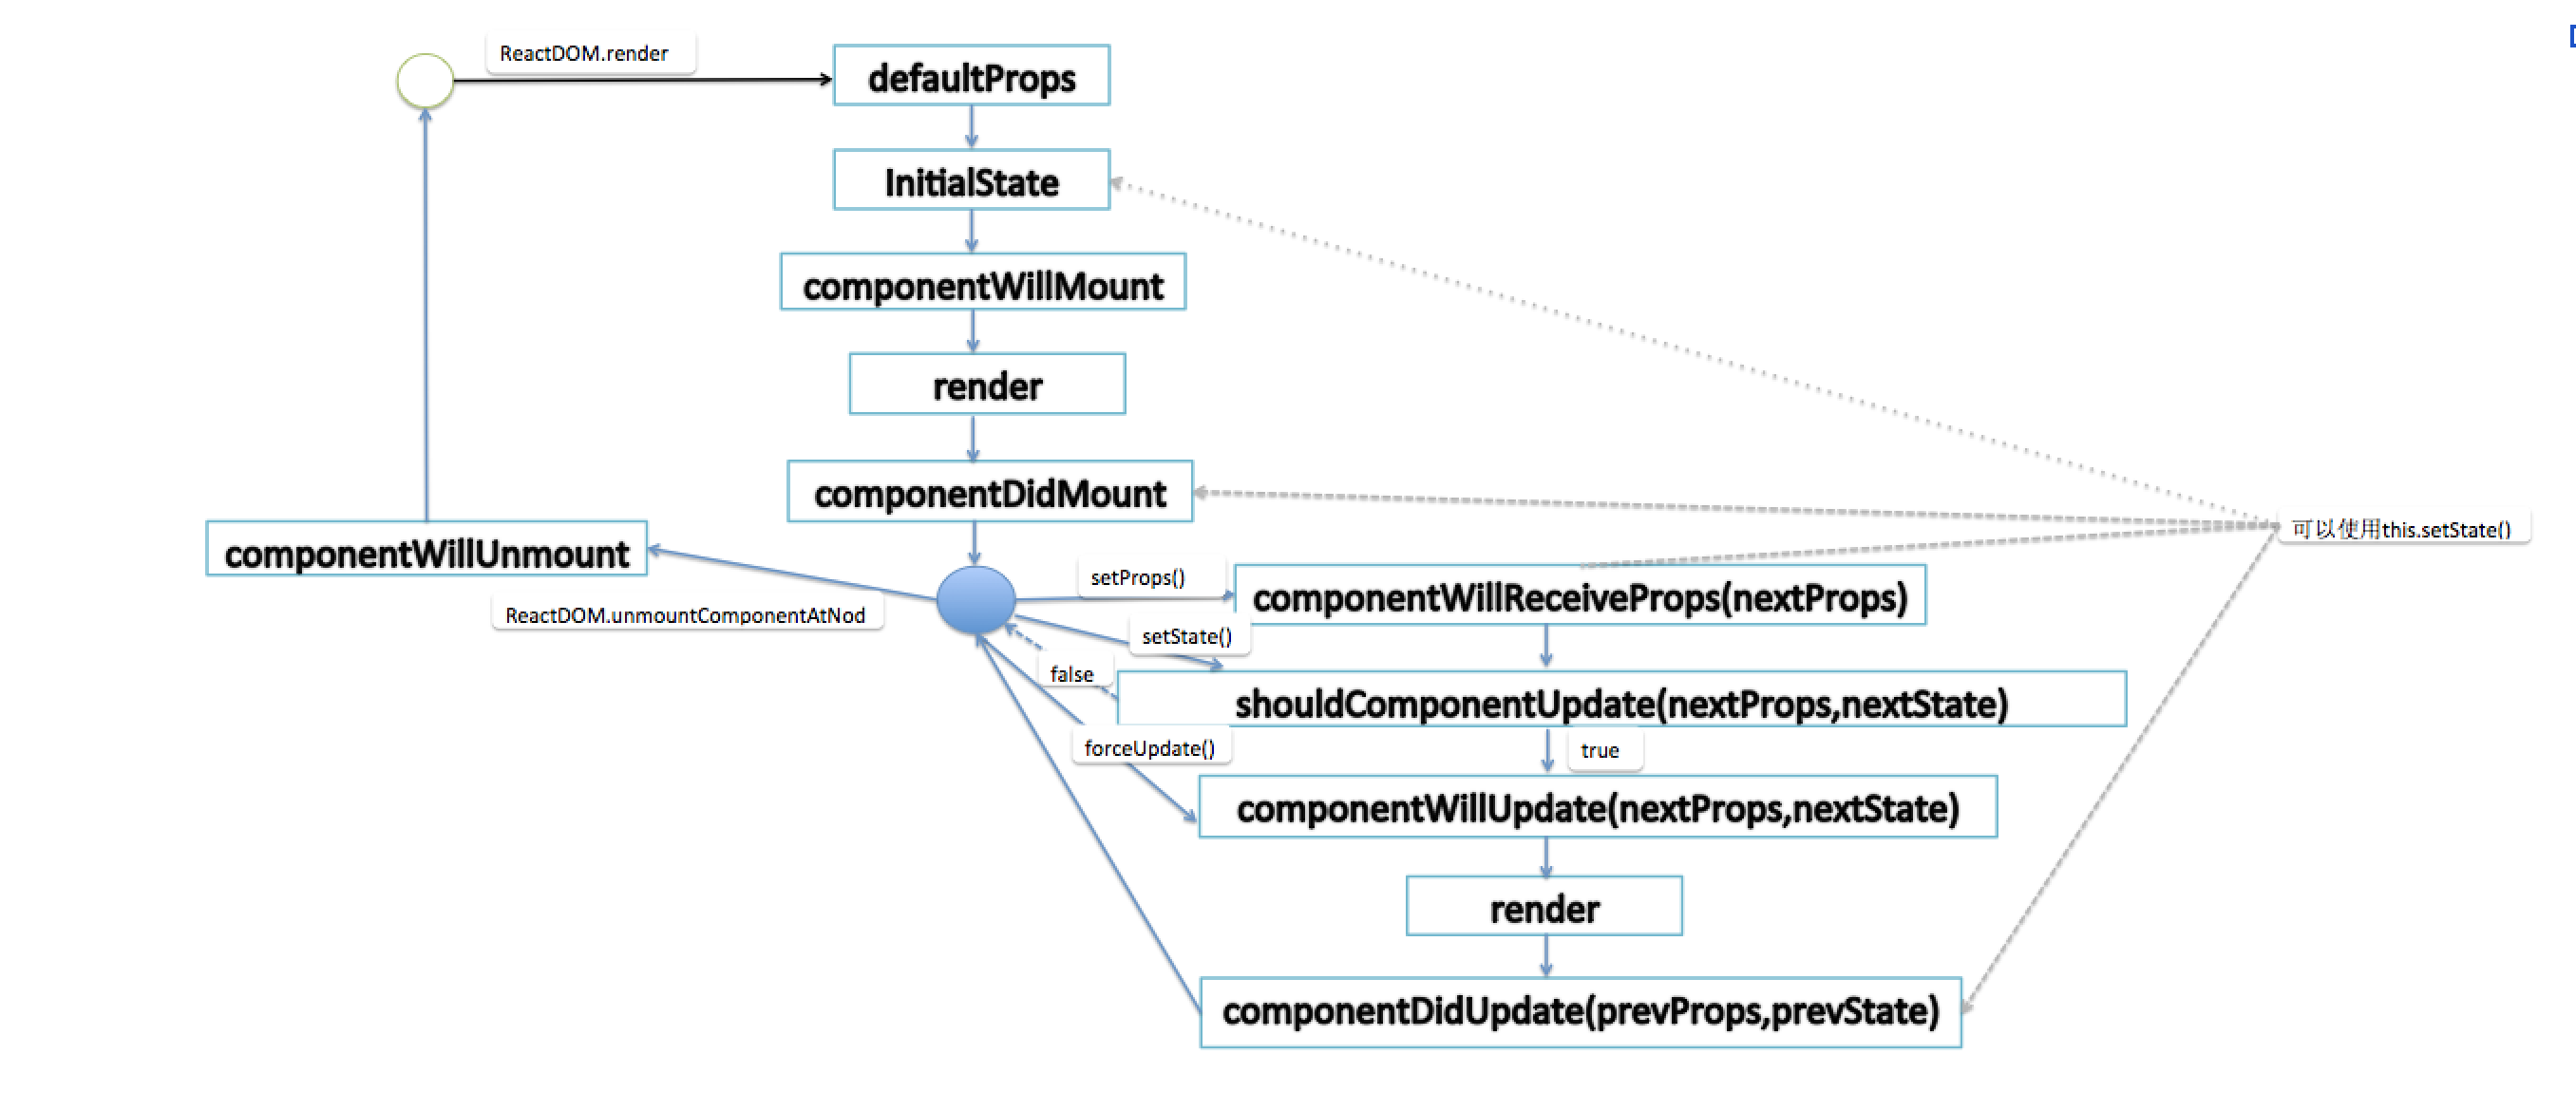 ReactDOM.render
defaultProps
InitialState
componentWillMount
render
componentDidMount
可以使用this.setState()
componentWillUnmount
setProps()
componentWillReceiveProps(nextProps)
ReactDOM.unmountComponentAtNod
setState()
false
shouldComponentUpdate(nextProps,nextState)
forceUpdate()
true
componentWillUpdate(nextProps,nextState)
render
componentDidUpdate(prevProps,prevState)